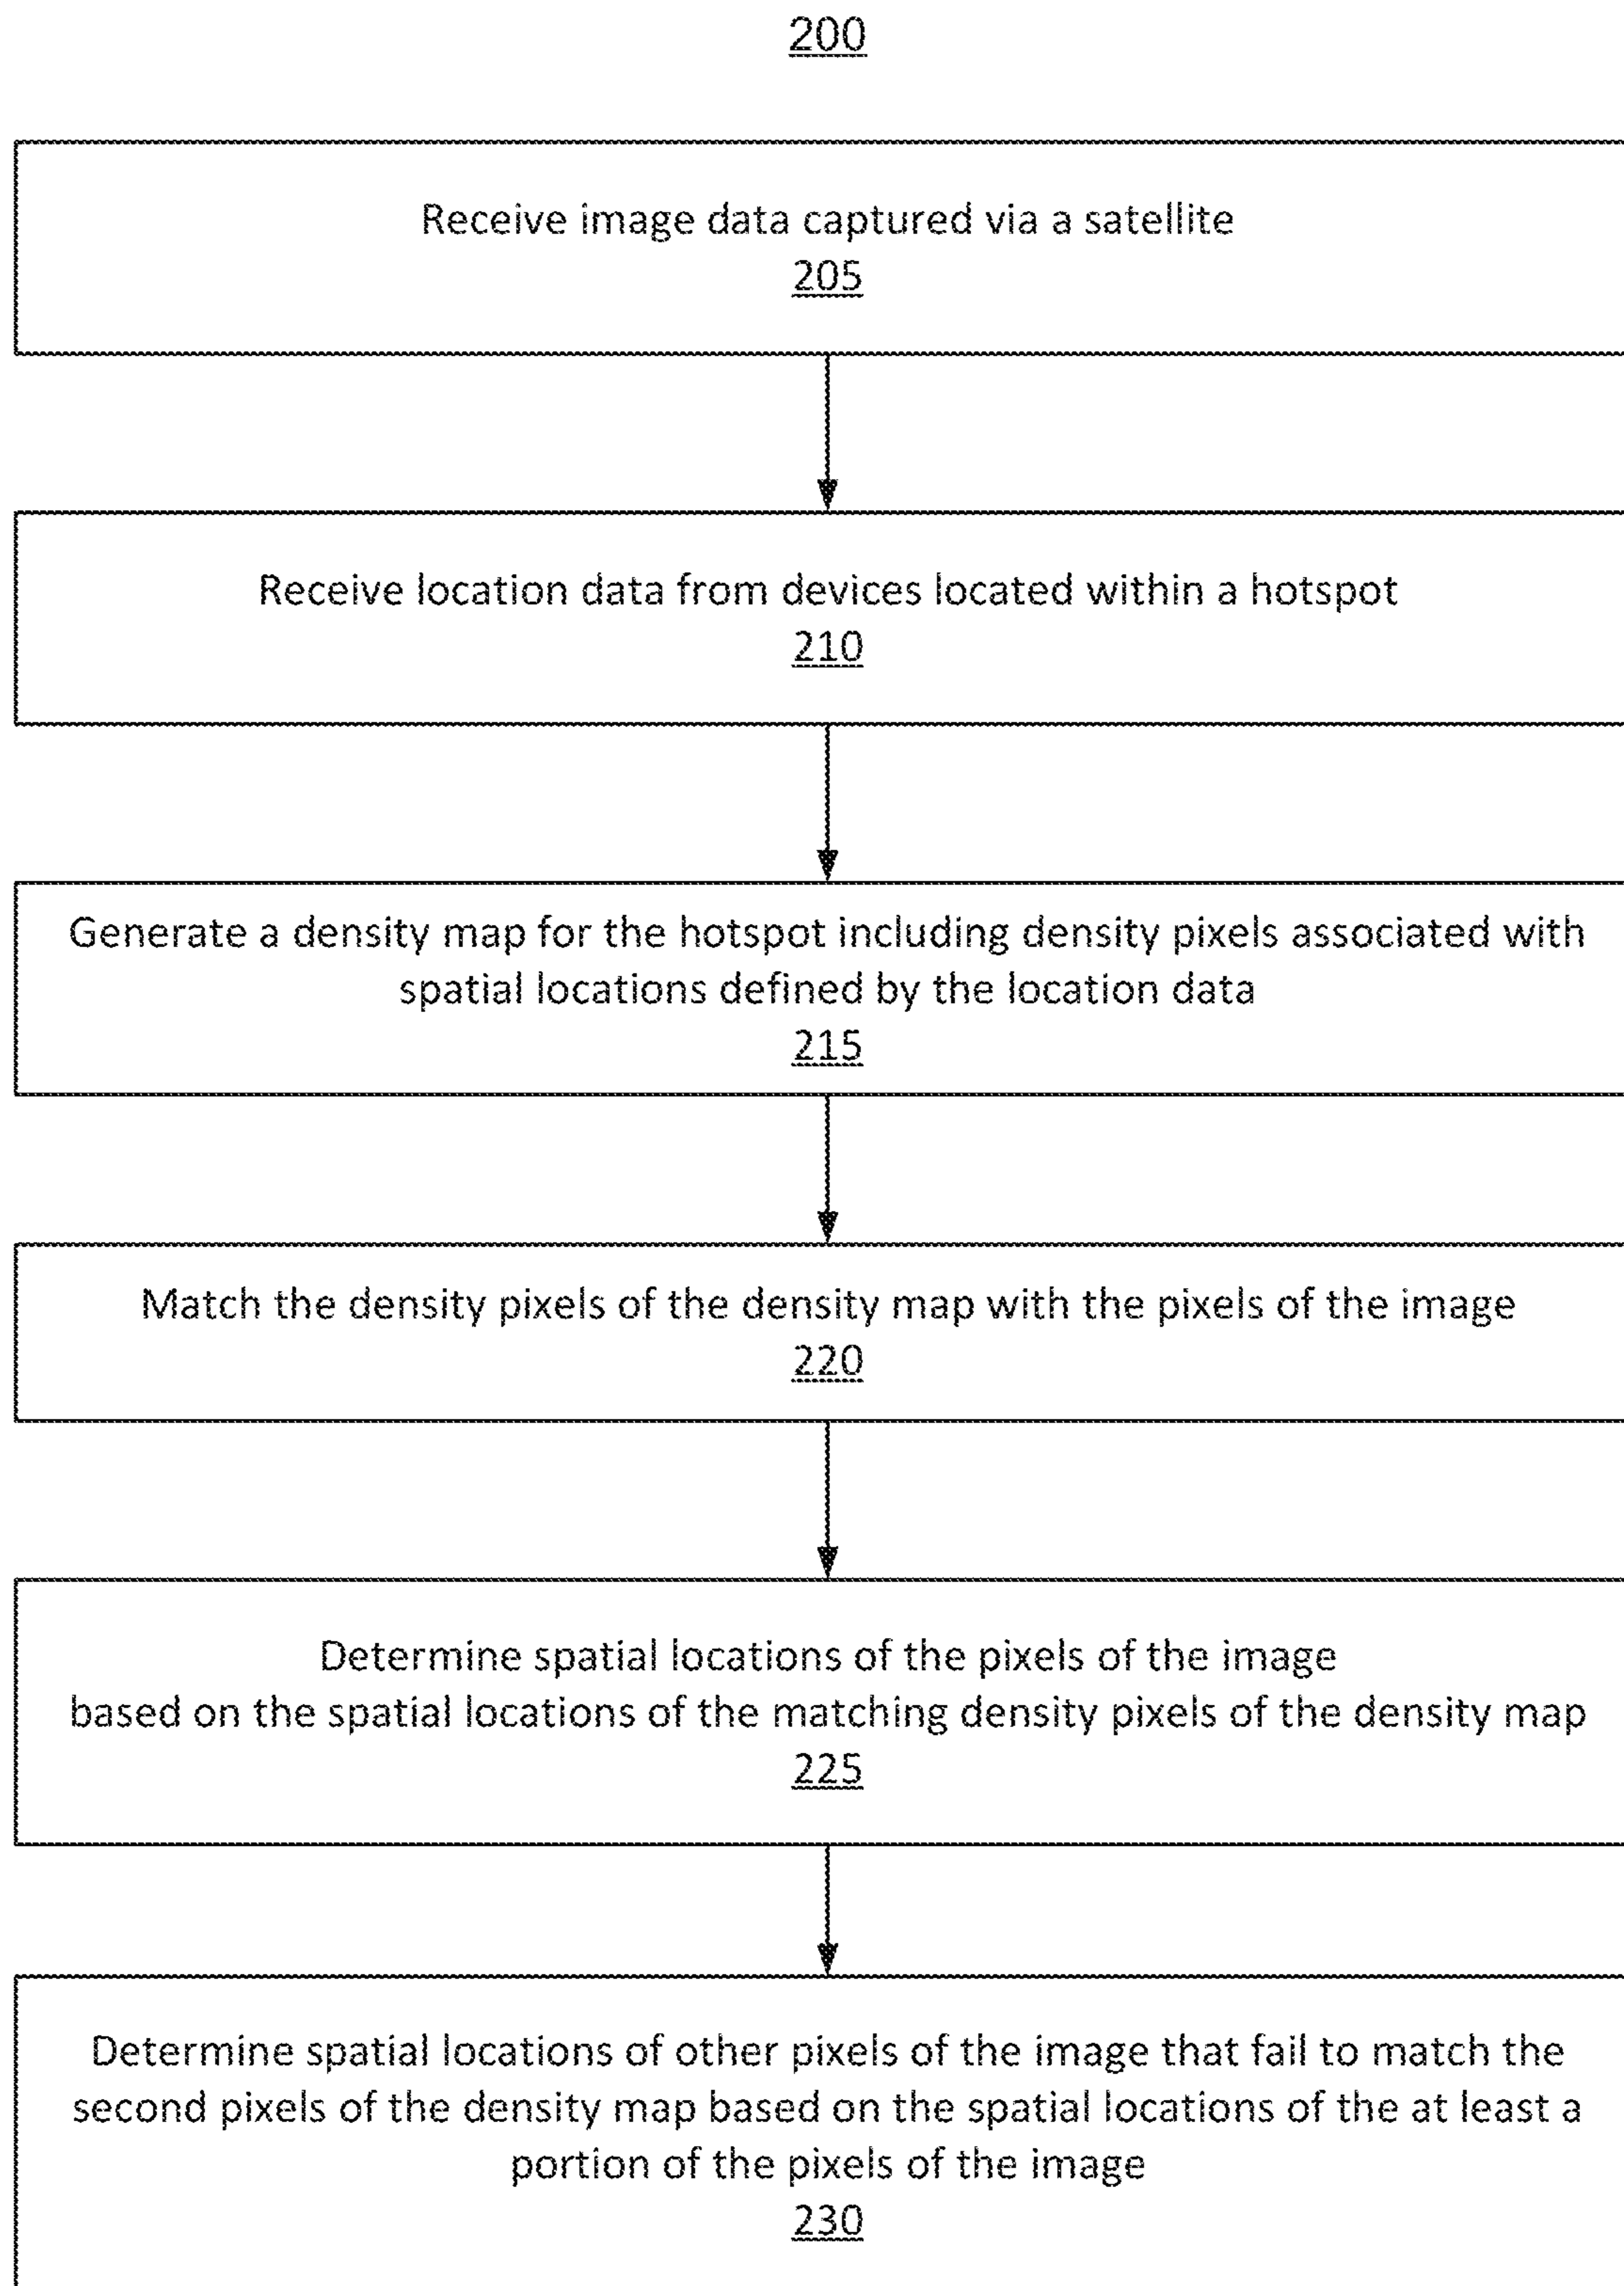 200
Receive image data captured via a satellite
205
Receive location data from devices located within a hotspot
210
Generate a density map for the hotspot including density pixels associated with
spatial locations defined by the location data
215
Match the density pixels of the density map with the pixels of the image
220
Determine spatial locations of the pixels of the image
based on the spatial locations of the matching density pixels of the density map
225
Determine spatial locations of other pixels of the image that fail to match the
second pixels of the density map based on the spatial locations of the at least a
portion of the pixels of the image
230